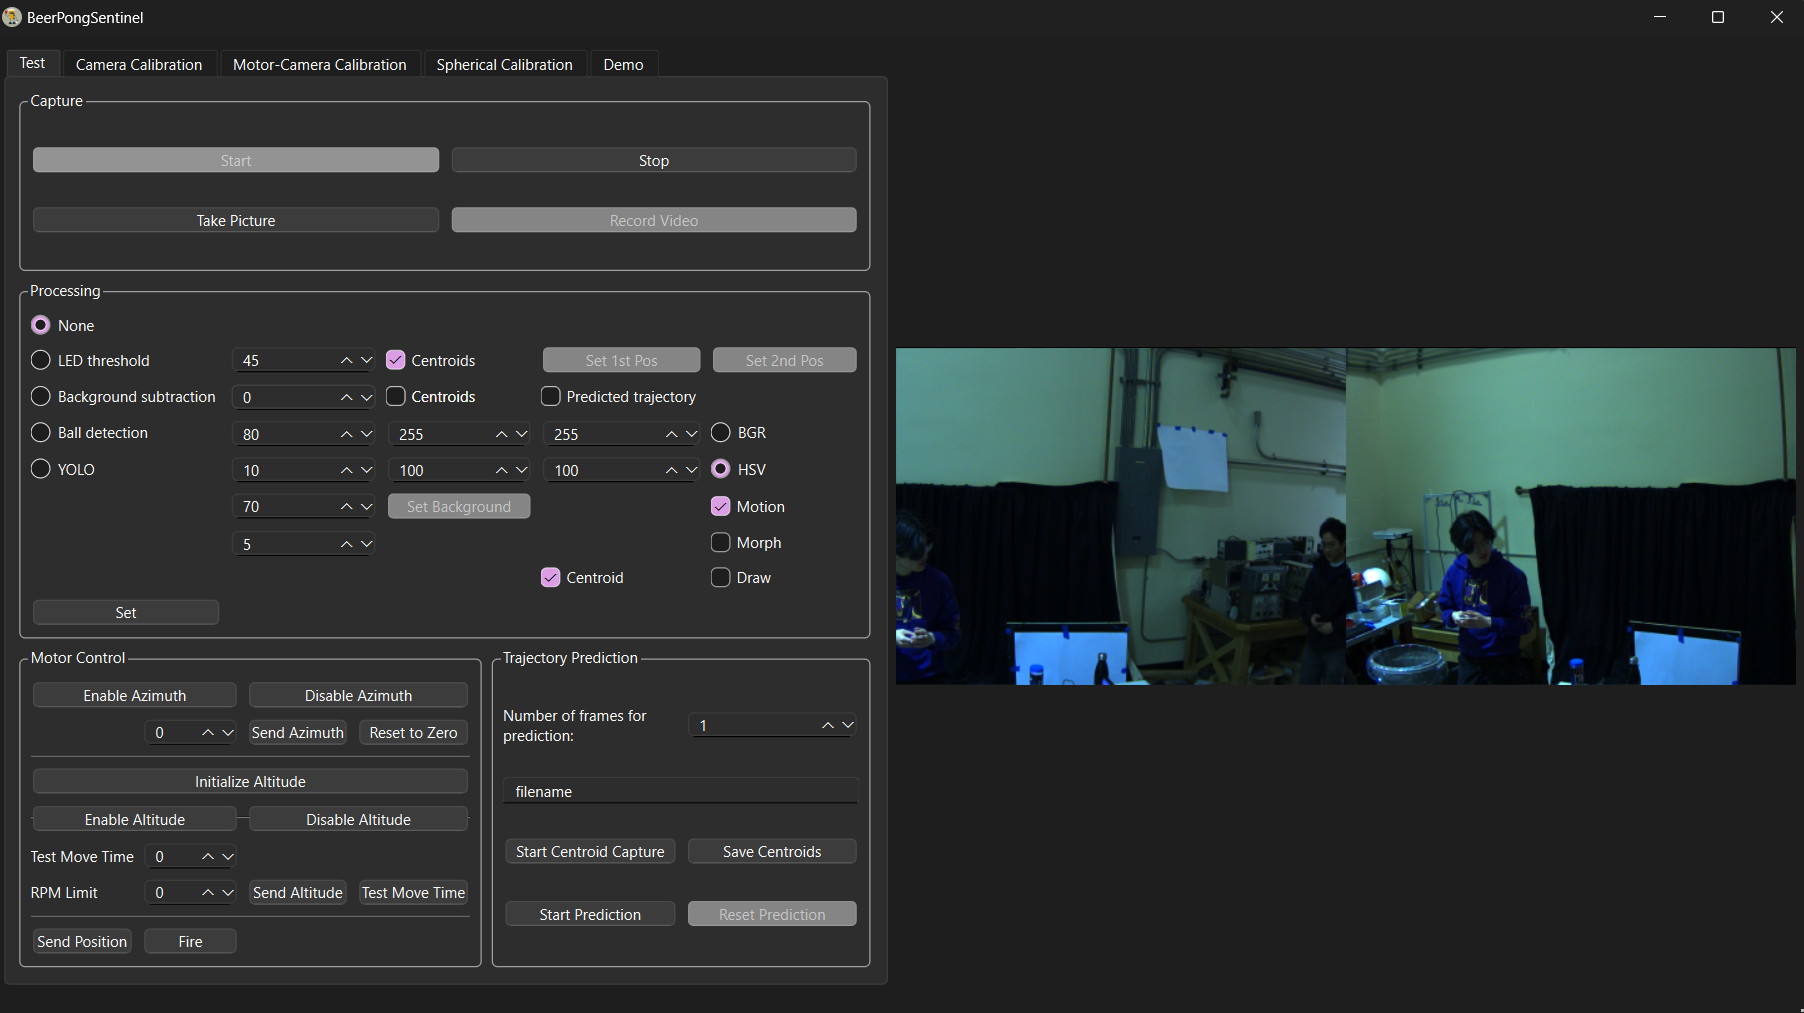 BeerPongSentinel
Test Camera Calibration Motor-Camera Calibration Spherical Calibration Demo
Capture
Start Stop
Take Picture Record Video
Processing
None
LED threshold 45 Centroids Set 1st Pos Set 2nd Pos
Background subtraction 0 Centroids Predicted trajectory
Ball detection 80 255 255 BGR
YOLO 10 100 100 HSV
70 Set Background Motion
5 Morph
Centroid Draw
Set
Motor Control
Enable Azimuth Disable Azimuth
0 Send Azimuth Reset to Zero
Initialize Altitude
Enable Altitude Disable Altitude
Test Move Time 0
RPM Limit 0 Send Altitude Test Move Time
Send Position Fire
Trajectory Prediction
Number of frames for
prediction: 1
filename
Start Centroid Capture Save Centroids
Start Prediction Reset Prediction